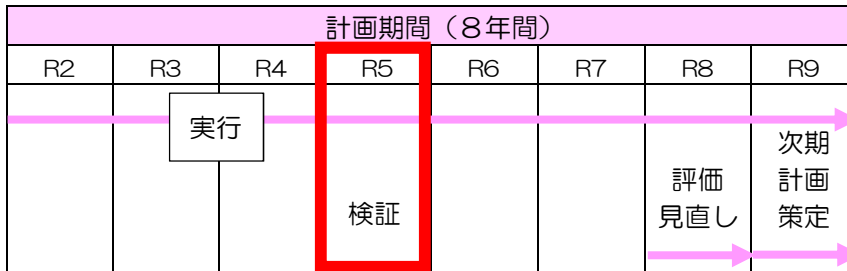 計画期間（８年間）
R2 R3 R4 R5 R6 R7 R8 R9
実行
検証
評価
見直し
次期
計画
策定